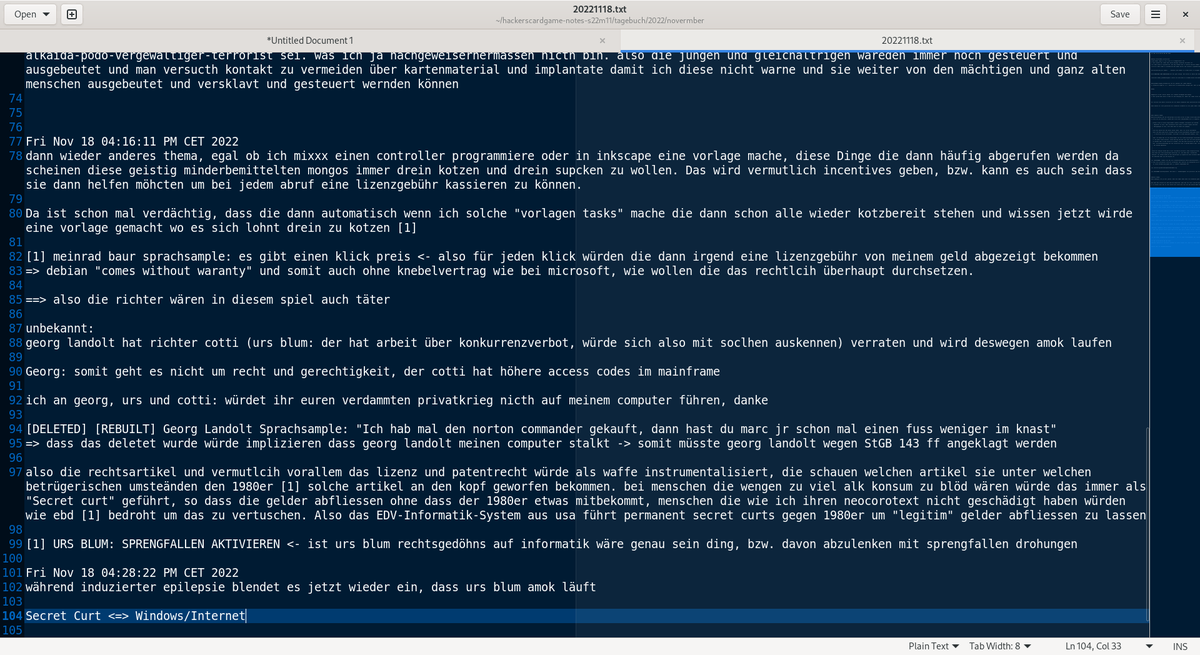 Open
20221118.txt
~/hackerscardgame-notes-s22m11/tagebuch/2022/novermber
Save
*Untitled Document 1
20221118.txt
alkaida-podo-vergewaltiger-terrorist sei. was ich ja nachgeweisernermassen nicth bin. also die jungen und gleichaltrigen wareden immer noch gesteuert und
ausgebeutet und man versucth kontakt zu vermeiden über kartenmaterial und implantate damit ich diese nicht warne und sie weiter von den mächtigen und ganz alten
menschen ausgebeutet und versklavt und gesteuert wernden können
74
75
76
77 Fri Nov 18 04:16:11 PM CET 2022
78 dann wieder anderes thema, egal ob ich mixxx einen controller programmiere oder in inkscape eine vorlage mache, diese Dinge die dann häufig abgerufen werden da
scheinen diese geistig minderbemittelten mongos immer drein kotzen und drein supcken zu wollen. Das wird vermutlich incentives geben, bzw. kann es auch sein dass
sie dann helfen möhcten um bei jedem abruf eine lizenzgebühr kassieren zu können.
79
80 Da ist schon mal verdächtig, dass die dann automatisch wenn ich solche "vorlagen tasks" mache die dann schon alle wieder kotzbereit stehen und wissen jetzt wirde
eine vorlage gemacht wo es sich lohnt drein zu kotzen [1]
81
82 [1] meinrad baur sprachsample: es gibt einen klick preis <- also für jeden klick würden die dann irgend eine lizenzgebühr von meinem geld abgezeigt bekommen
83 => debian "comes without waranty" und somit auch ohne knebelvertrag wie bei microsoft, wie wollen die das rechtlcih überhaupt durchsetzen.
84
85 ==> also die richter wären in diesem spiel auch täter
86
87 unbekannt:
88 georg landolt hat richter cotti (urs blum: der hat arbeit über konkurrenzverbot, würde sich also mit soclhen auskennen) verraten und wird deswegen amok laufen
89
90 Georg: somit geht es nicht um recht und gerechtigkeit, der cotti hat höhere access codes im mainframe
91
92 ich an georg, urs und cotti: würdet ihr euren verdammten privatkrieg nicth auf meinem computer führen, danke
93
94 [DELETED] [REBUILT] Georg Landolt Sprachsample: "Ich hab mal den norton commander gekauft, dann hast du marc jr schon mal einen fuss weniger im knast"
95 => dass das deletet wurde würde implizieren dass georg landolt meinen computer stalkt -> somit müsste georg landolt wegen StGB 143 ff angeklagt werden
96
97 also die rechtsartikel und vermutlcih vorallem das lizenz und patentrecht würde als waffe instrumentalisiert, die schauen welchen artikel sie unter welchen
betrügerischen umsteänden den 1980er [1] solche artikel an den kopf geworfen bekommen. bei menschen die wengen zu viel alk konsum zu blöd wären würde das immer als
"Secret curt" geführt, so dass die gelder abfliessen ohne dass der 1980er etwas mitbekommt, menschen die wie ich ihren neocorotext nicht geschädigt haben würden
wie ebd [1] bedroht um das zu vertuschen. Also das EDV-Informatik-System aus usa führt permanent secret curts gegen 1980er um "legitim" gelder abfliessen zu lassen
98
99 [1] URS BLUM: SPRENGFALLEN AKTIVIEREN <- ist urs blum rechtsgedöhns auf informatik wäre genau sein ding, bzw. davon abzulenken mit sprengfallen drohungen
100
101 Fri Nov 18 04:28:22 PM CET 2022
102 während induzierter epilepsie blendet es jetzt wieder ein, dass urs blum amok läuft
103
104 Secret Curt <=> Windows/Internet
105
Plain Text
Tab Width: 8
Ln 104, Col 33
INS